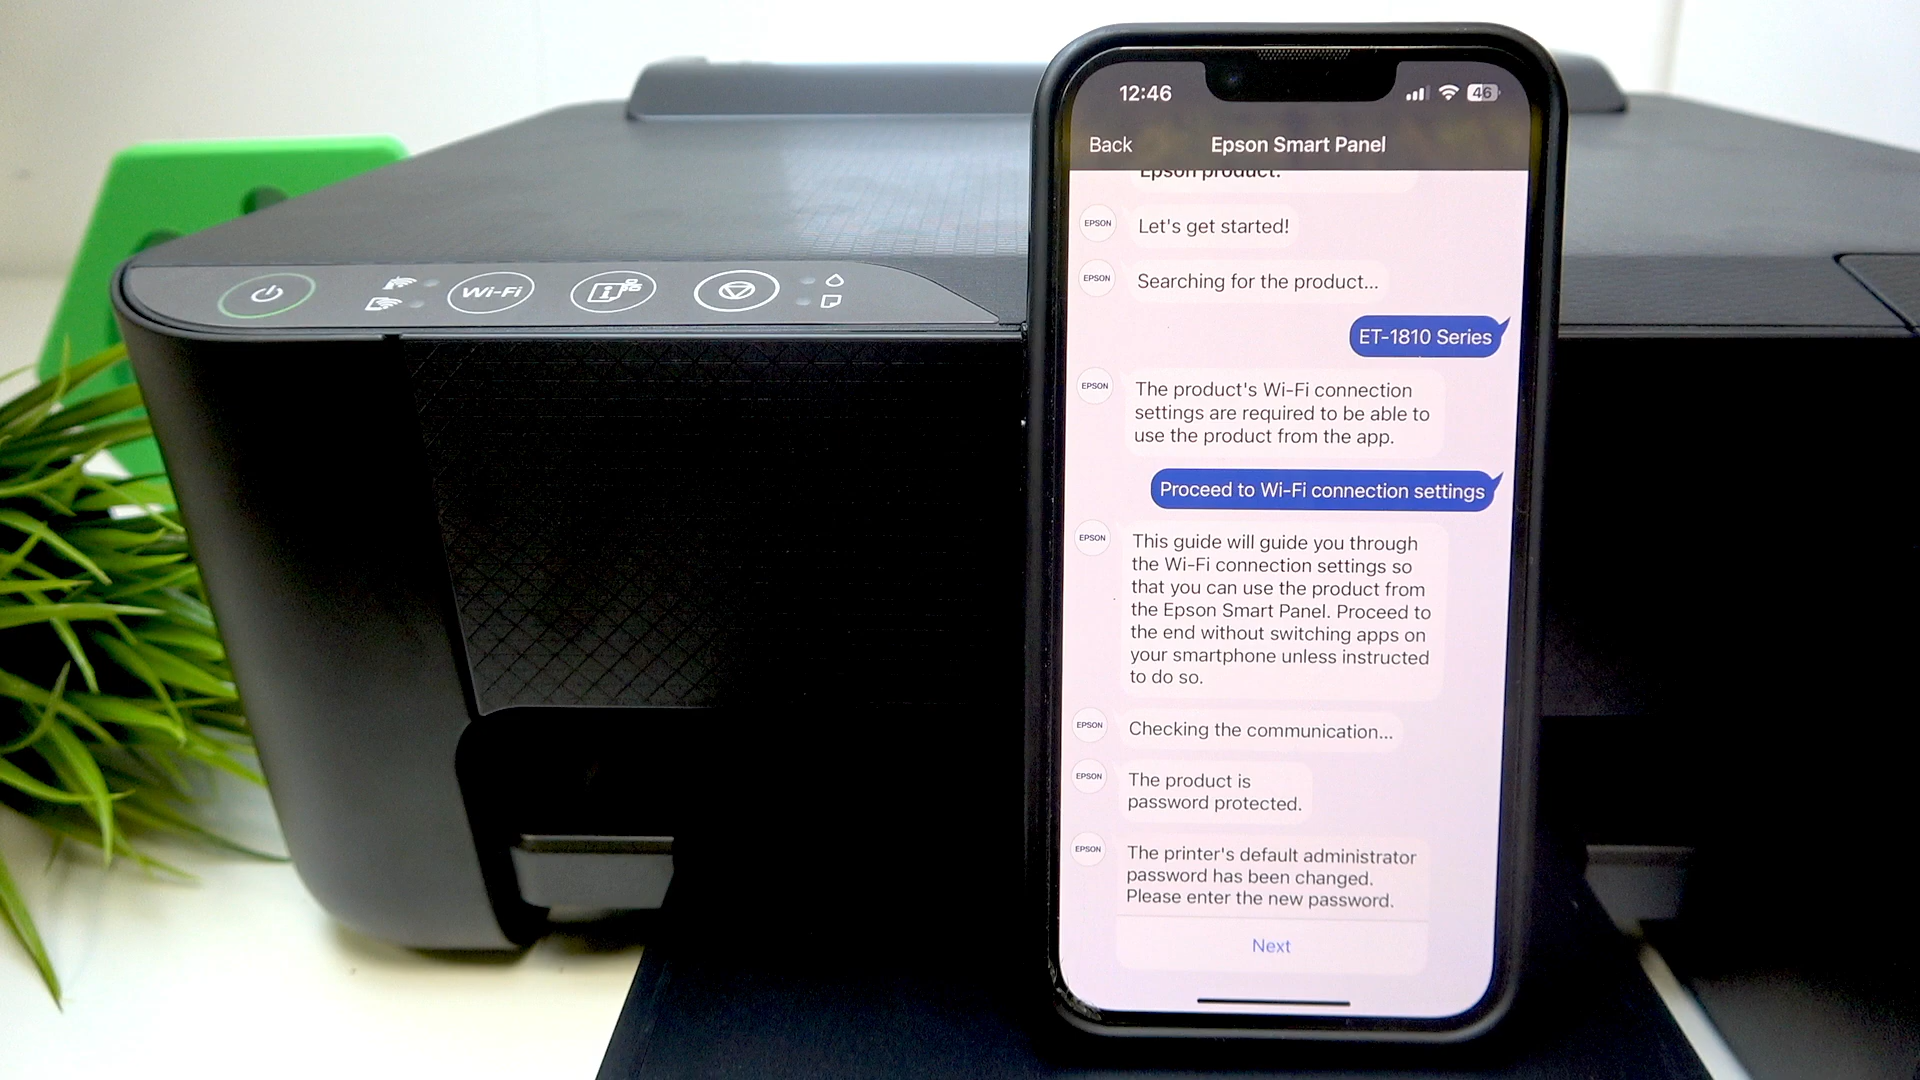 12:46
46
Back
Epson Smart Panel
Epson product.
EPSON
Let's get started!
EPSON
Searching for the product...
ET-1810 Series
EPSON
The product's Wi-Fi connection
settings are required to be able to
use the product from the app.
Proceed to Wi-Fi connection settings
EPSON
This guide will guide you through
the Wi-Fi connection settings so
that you can use the product from
the Epson Smart Panel. Proceed to
the end without switching apps on
your smartphone unless instructed
to do so.
EPSON
Checking the communication...
EPSON
The product is
password protected.
EPSON
The printer's default administrator
password has been changed.
Please enter the new password.
Next
Wi-Fi